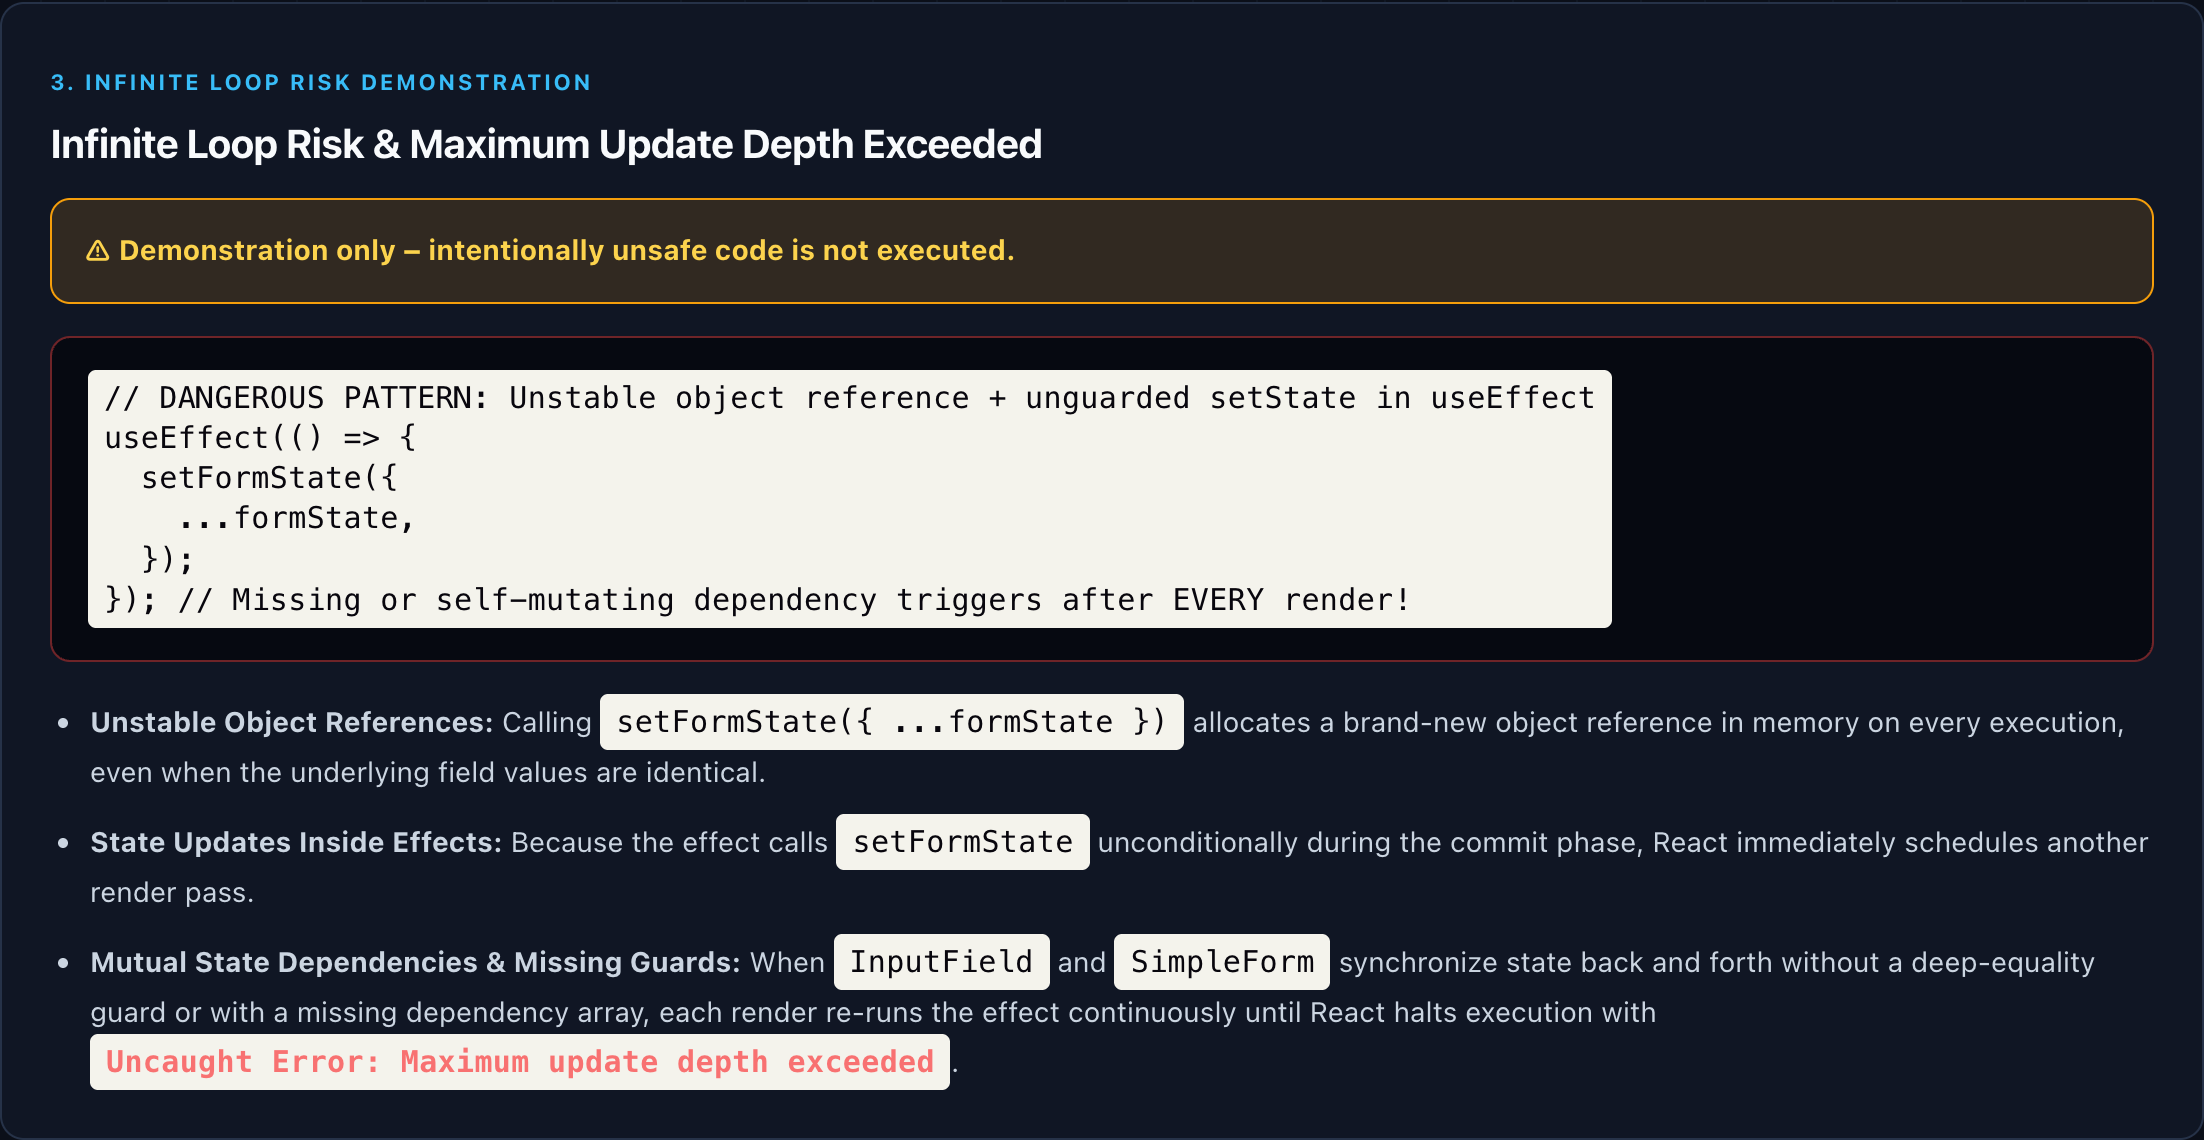 3. INFINITE LOOP RISK DEMONSTRATION
Infinite Loop Risk & Maximum Update Depth Exceeded
⚠ Demonstration only – intentionally unsafe code is not executed.
// DANGEROUS PATTERN: Unstable object reference + unguarded setState in useEffect
useEffect(() => {
  setFormState({
    ...formState,
  });
}); // Missing or self-mutating dependency triggers after EVERY render!
• Unstable Object References: Calling setFormState({ ...formState }) allocates a brand-new object reference in memory on every execution,
even when the underlying field values are identical.
• State Updates Inside Effects: Because the effect calls setFormState unconditionally during the commit phase, React immediately schedules another
render pass.
• Mutual State Dependencies & Missing Guards: When InputField and SimpleForm synchronize state back and forth without a deep-equality
guard or with a missing dependency array, each render re-runs the effect continuously until React halts execution with
Uncaught Error: Maximum update depth exceeded.